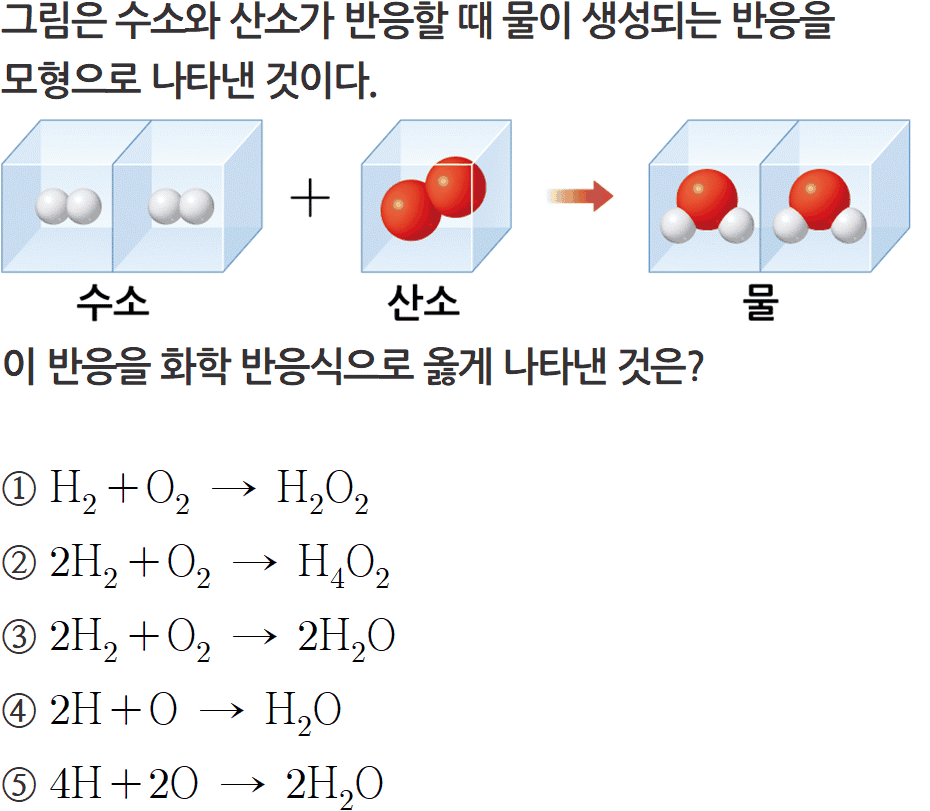 그림은 수소와 산소가 반응할 때 물이 생성되는 반응을
모형으로 나타낸 것이다.
+
수소 산소 물
이 반응을 화학 반응식으로 옳게 나타낸 것은?
① H₂ + O₂ → H₂O₂
② 2H₂ + O₂ → H₄O₂
③ 2H₂ + O₂ → 2H₂O
④ 2H + O → H₂O
⑤ 4H + 2O → 2H₂O